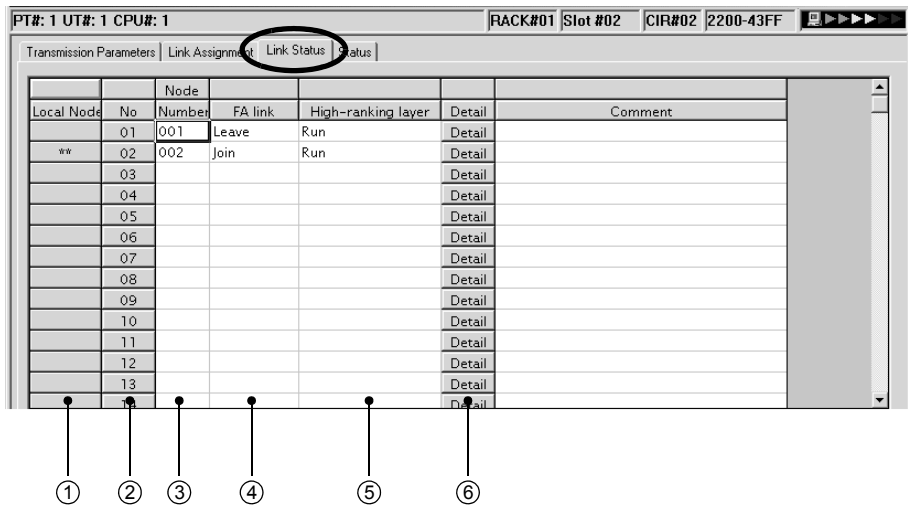 PT#: 1 UT#: 1 CPU#: 1 RACK#01 Slot #02 CIR#02 2200-43FF
Transmission Parameters Link Assignment Link Status Status
Node
Local Node No Number FA link High-ranking layer Detail Comment
01 001 Leave Run Detail
** 02 002 Join Run Detail
03 Detail
04 Detail
05 Detail
06 Detail
07 Detail
08 Detail
09 Detail
10 Detail
11 Detail
12 Detail
13 Detail
14 Detail
① ② ③ ④ ⑤ ⑥